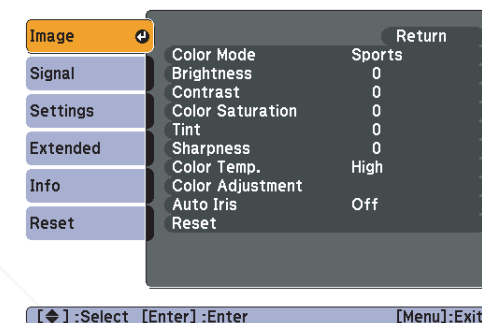 Image
Signal
Settings
Extended
Info
Reset
Return
Color Mode Sports
Brightness 0
Contrast 0
Color Saturation 0
Tint 0
Sharpness 0
Color Temp. High
Color Adjustment
Auto Iris Off
Reset
[◆] :Select [Enter] :Enter [Menu]:Exit